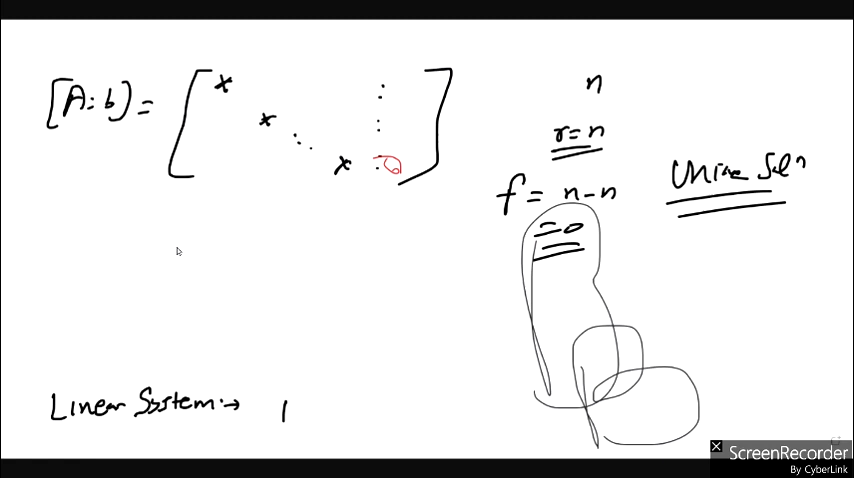 [A:b] = [ x ⋮
x ⋱
x ⋮ ]
n
r = n
f = n - n
= 0
Unique Solⁿ
Linear System :→ 1
ScreenRecorder
By CyberLink